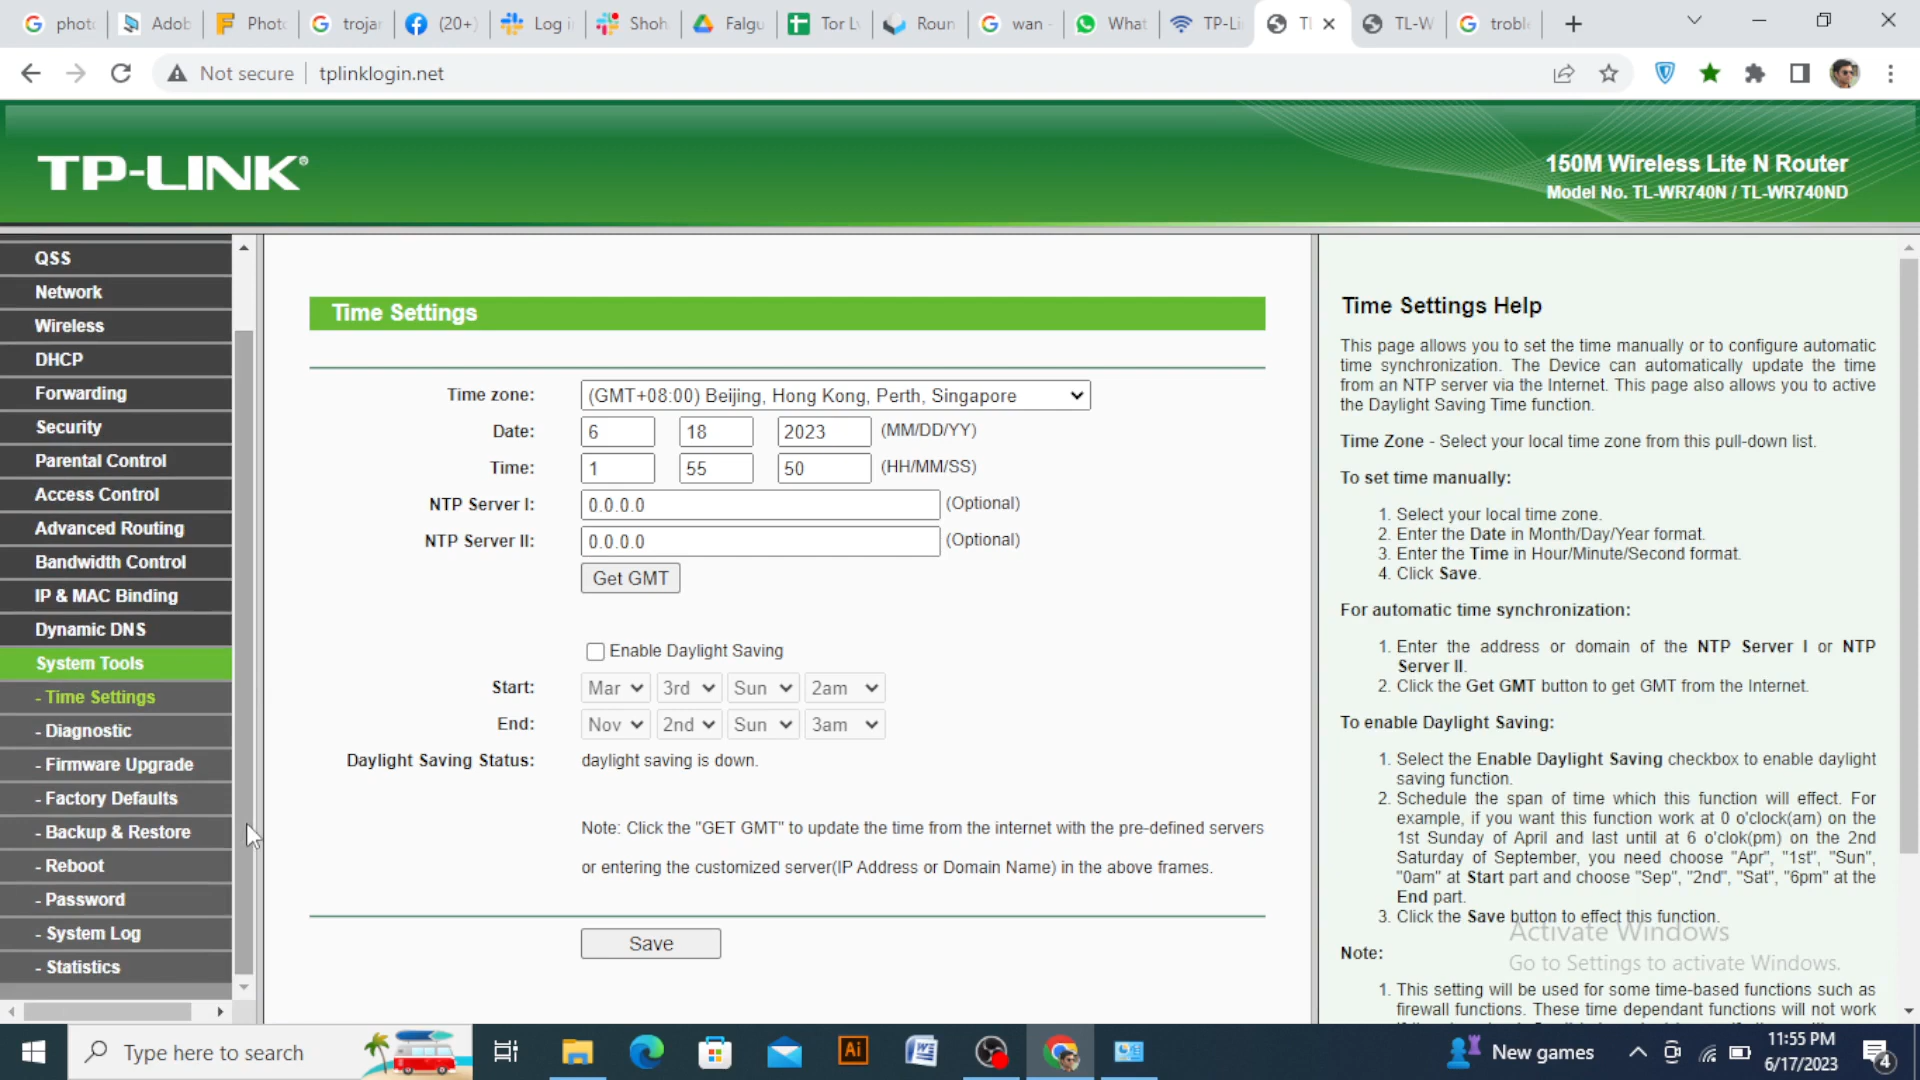 photo
Adob
Photo
trojan
(20+)
Log in
Shoh
Falgu
Tor L
Roun
wan
What
TP-Li
TL
TL-W
troble
Not secure
tplinklogin.net
TP-LINK®
150M Wireless Lite N Router
Model No. TL-WR740N / TL-WR740ND
QSS
Network
Wireless
DHCP
Forwarding
Security
Parental Control
Access Control
Advanced Routing
Bandwidth Control
IP & MAC Binding
Dynamic DNS
System Tools
- Time Settings
- Diagnostic
- Firmware Upgrade
- Factory Defaults
- Backup & Restore
- Reboot
- Password
- System Log
- Statistics
Time Settings
Time zone: (GMT+08:00) Beijing, Hong Kong, Perth, Singapore
Date: 6 18 2023 (MM/DD/YY)
Time: 1 55 50 (HH/MM/SS)
NTP Server I: 0.0.0.0 (Optional)
NTP Server II: 0.0.0.0 (Optional)
Get GMT
Enable Daylight Saving
Start: Mar 3rd Sun 2am
End: Nov 2nd Sun 3am
Daylight Saving Status: daylight saving is down.
Note: Click the "GET GMT" to update the time from the internet with the pre-defined servers
or entering the customized server(IP Address or Domain Name) in the above frames.
Save
Time Settings Help
This page allows you to set the time manually or to configure automatic
time synchronization. The Device can automatically update the time
from an NTP server via the Internet. This page also allows you to active
the Daylight Saving Time function.
Time Zone - Select your local time zone from this pull-down list.
To set time manually:
1. Select your local time zone.
2. Enter the Date in Month/Day/Year format.
3. Enter the Time in Hour/Minute/Second format.
4. Click Save.
For automatic time synchronization:
1. Enter the address or domain of the NTP Server I or NTP
Server II.
2. Click the Get GMT button to get GMT from the Internet.
To enable Daylight Saving:
1. Select the Enable Daylight Saving checkbox to enable daylight
saving function.
2. Schedule the span of time which this function will effect. For
example, if you want this function work at 0 o'clock(am) on the
1st Sunday of April and last until at 6 o'clok(pm) on the 2nd
Saturday of September, you need choose "Apr", "1st", "Sun",
"0am" at Start part and choose "Sep", "2nd", "Sat", "6pm" at the
End part.
3. Click the Save button to effect this function.
Note:
1. This setting will be used for some time-based functions such as
firewall functions. These time dependant functions will not work
Activate Windows
Go to Settings to activate Windows.
Type here to search
Ai
New games
11:55 PM
6/17/2023
4